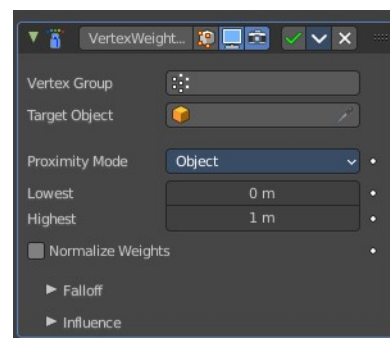 VertexWeight...
Vertex Group
Target Object
Proximity Mode Object
Lowest 0 m
Highest 1 m
Normalize Weights
Falloff
Influence